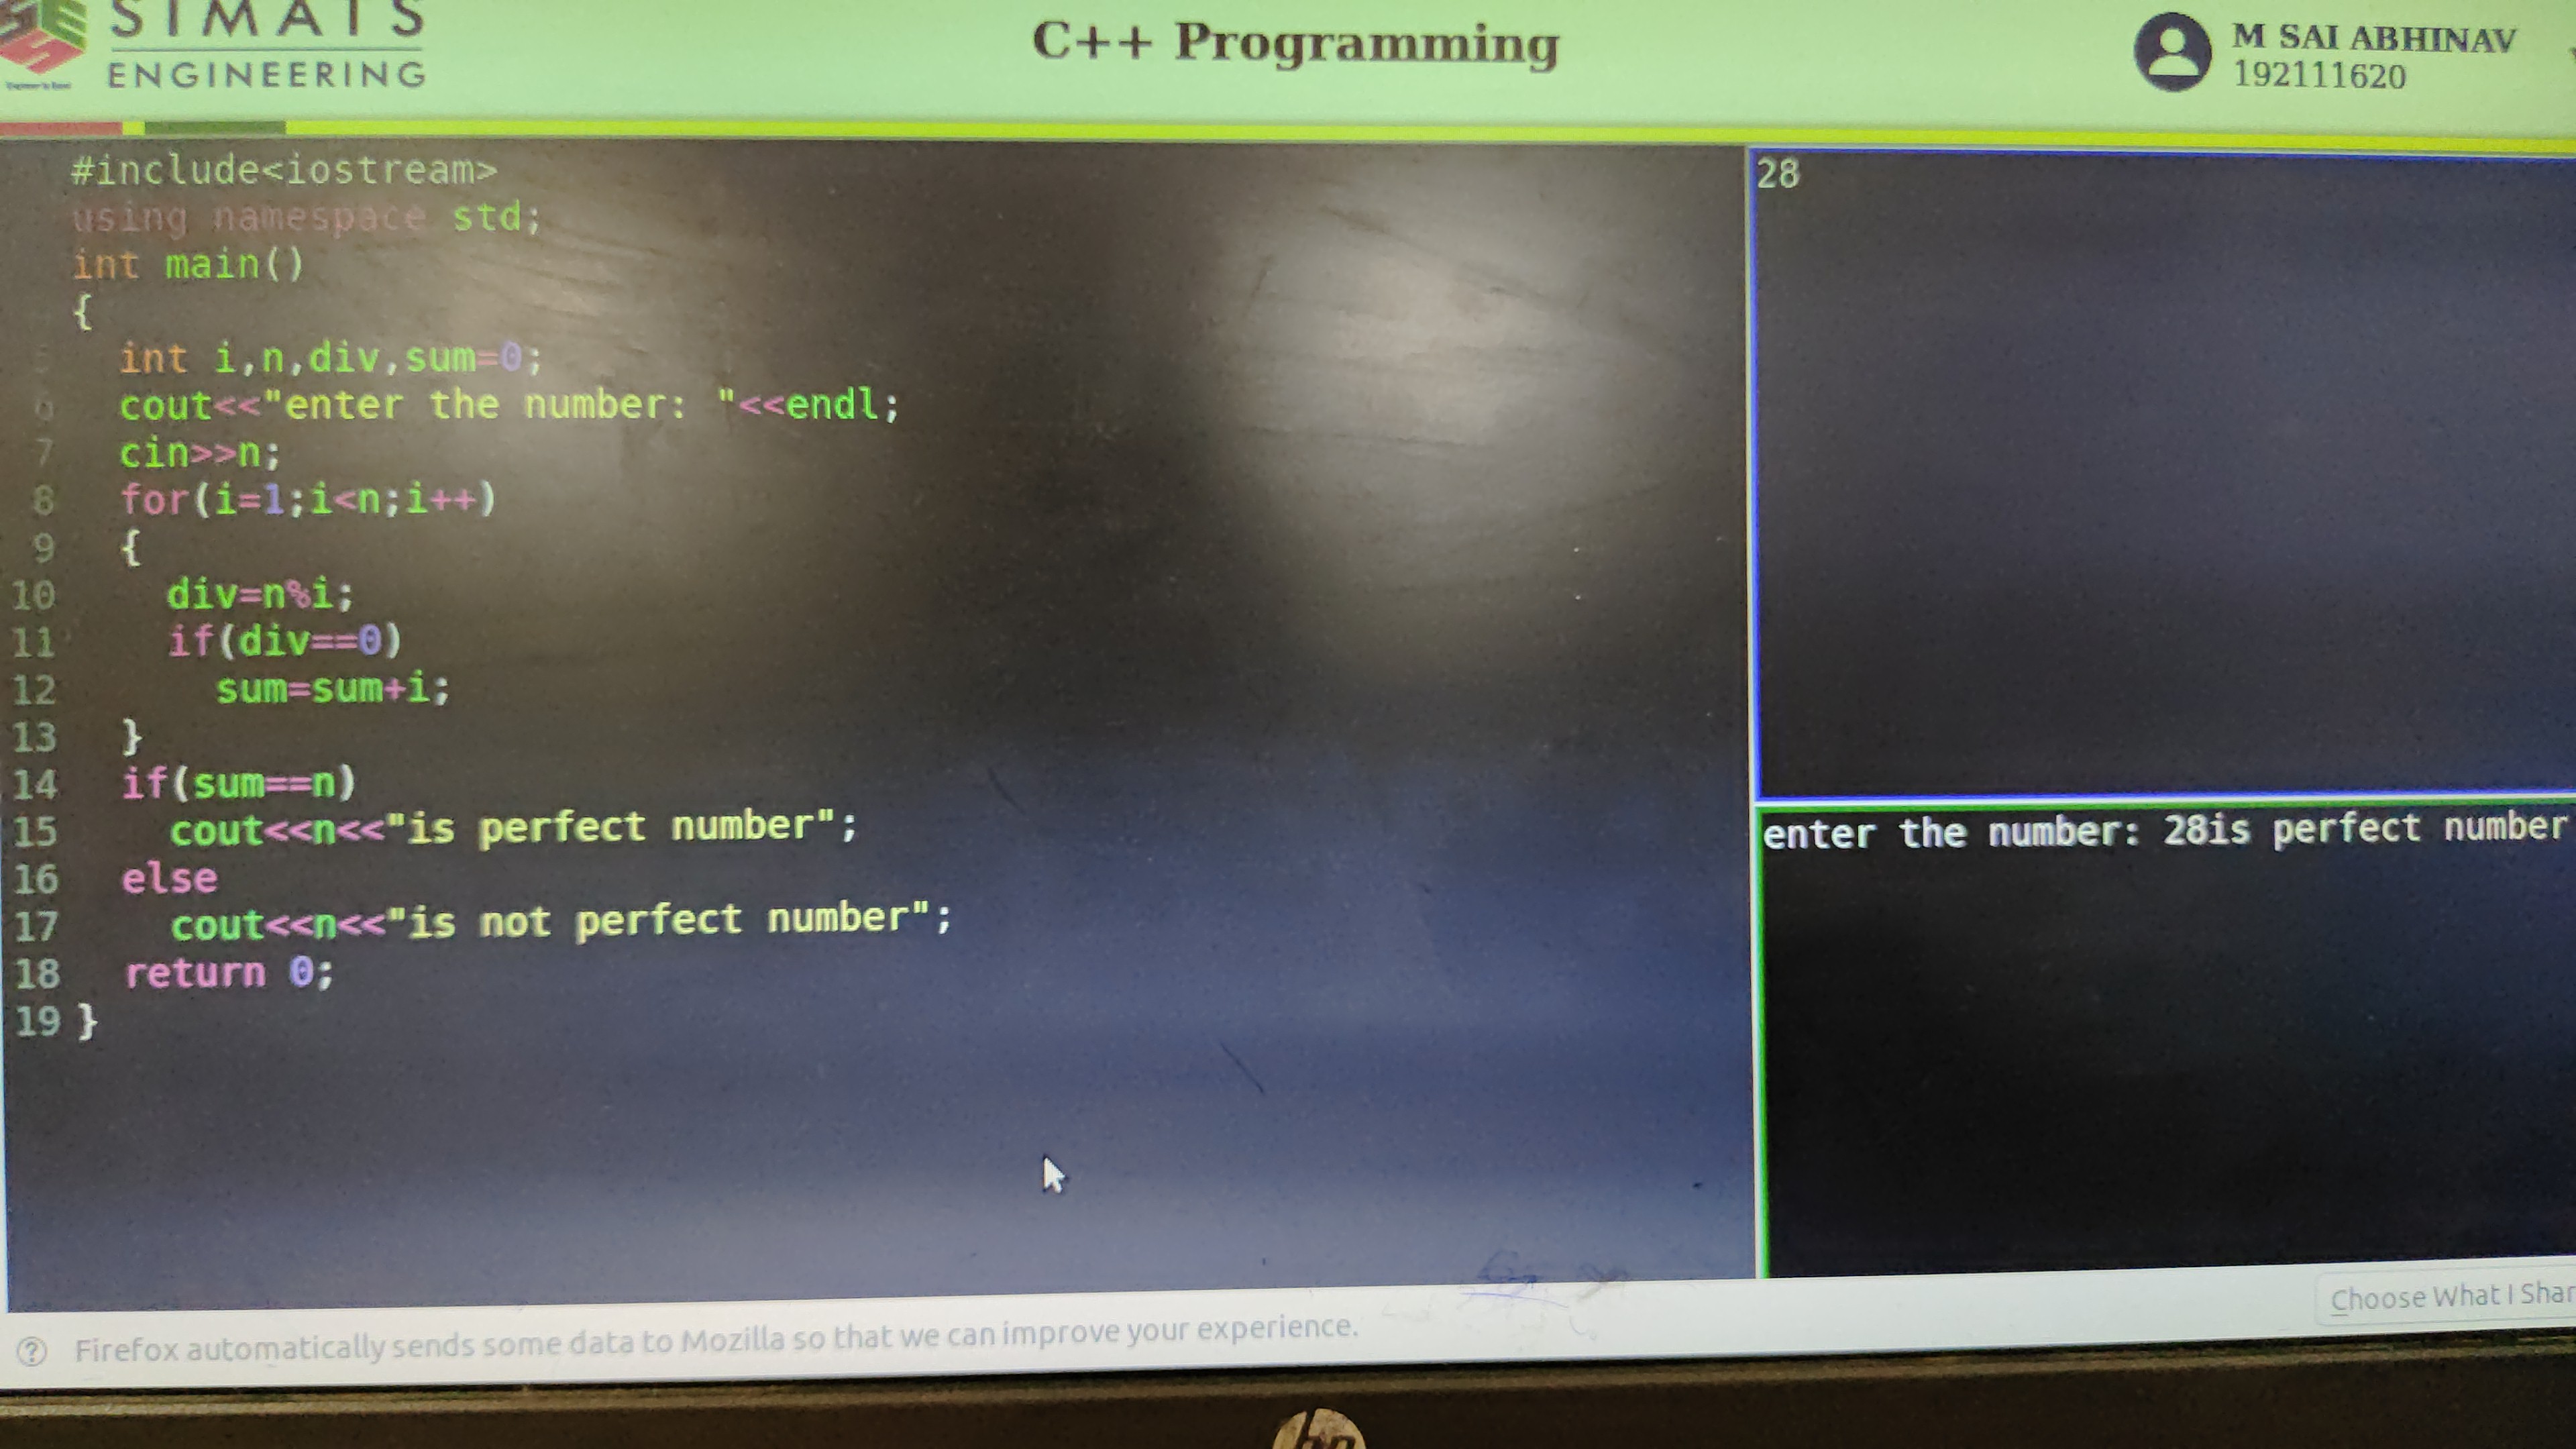 SIMATS
ENGINEERING
C++ Programming
M SAI ABHINAV
192111620
#include<iostream>
using namespace std;
int main()
{
5 int i,n,div,sum=0;
6 cout<<"enter the number: "<<endl;
7 cin>>n;
8 for(i=1;i<n;i++)
9 {
10 div=n%i;
11 if(div==0)
12 sum=sum+i;
13 }
14 if(sum==n)
15 cout<<n<<"is perfect number";
16 else
17 cout<<n<<"is not perfect number";
18 return 0;
19 }
28
enter the number: 28is perfect number
Firefox automatically sends some data to Mozilla so that we can improve your experience.
Choose What I Shar
hp